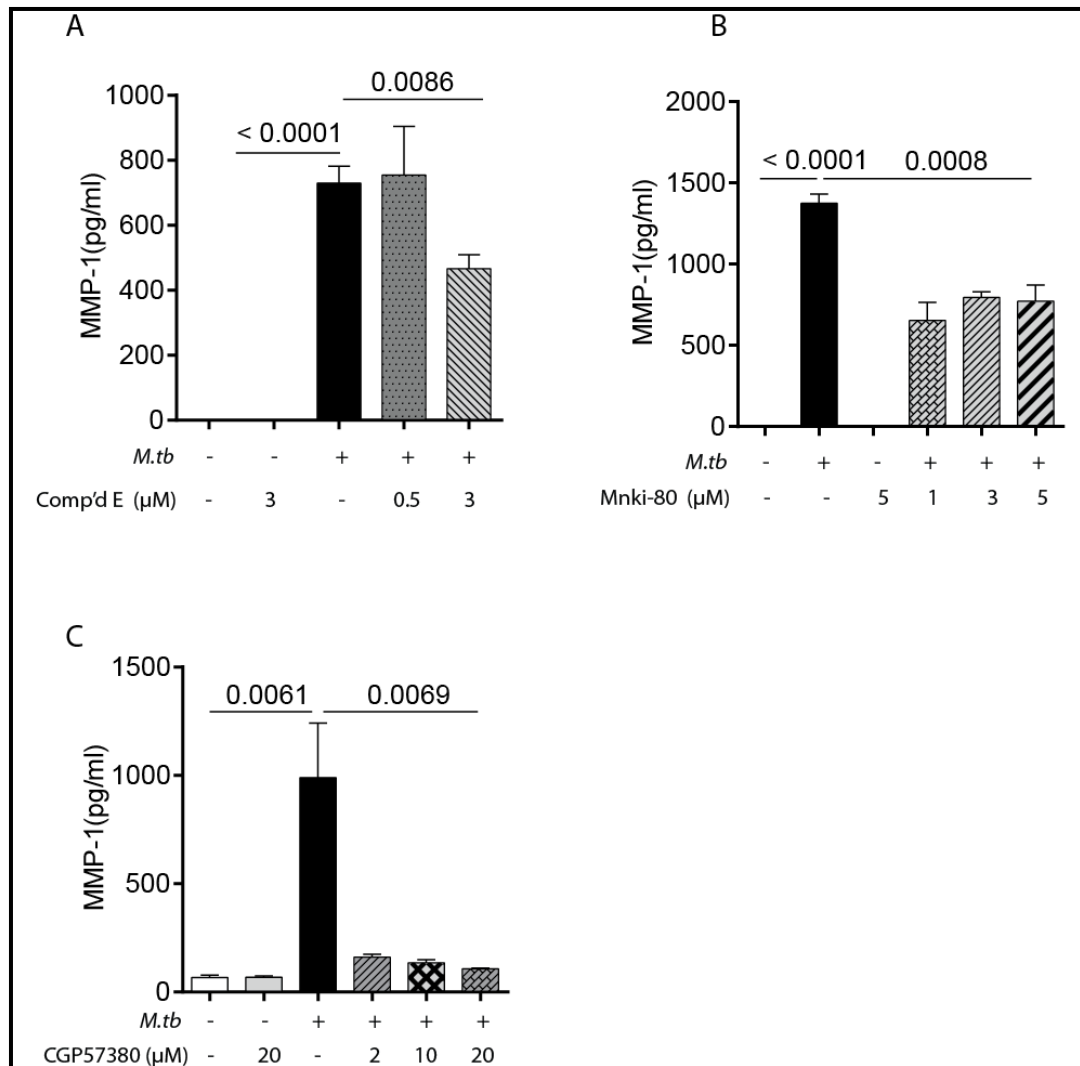 A
0.0086
< 0.0001
1000
800
600
400
200
0
MMP-1(pg/ml)
M.tb - - + + +
Comp'd E (µM) - 3 - 0.5 3
B
< 0.0001 0.0008
2000
1500
1000
500
0
MMP-1(pg/ml)
M.tb - + - + + +
Mnki-80 (µM) - 5 1 3 5
C
0.0061 0.0069
1500
1000
500
0
MMP-1(pg/ml)
M.tb - - + + + +
CGP57380 (µM) - 20 - 2 10 20